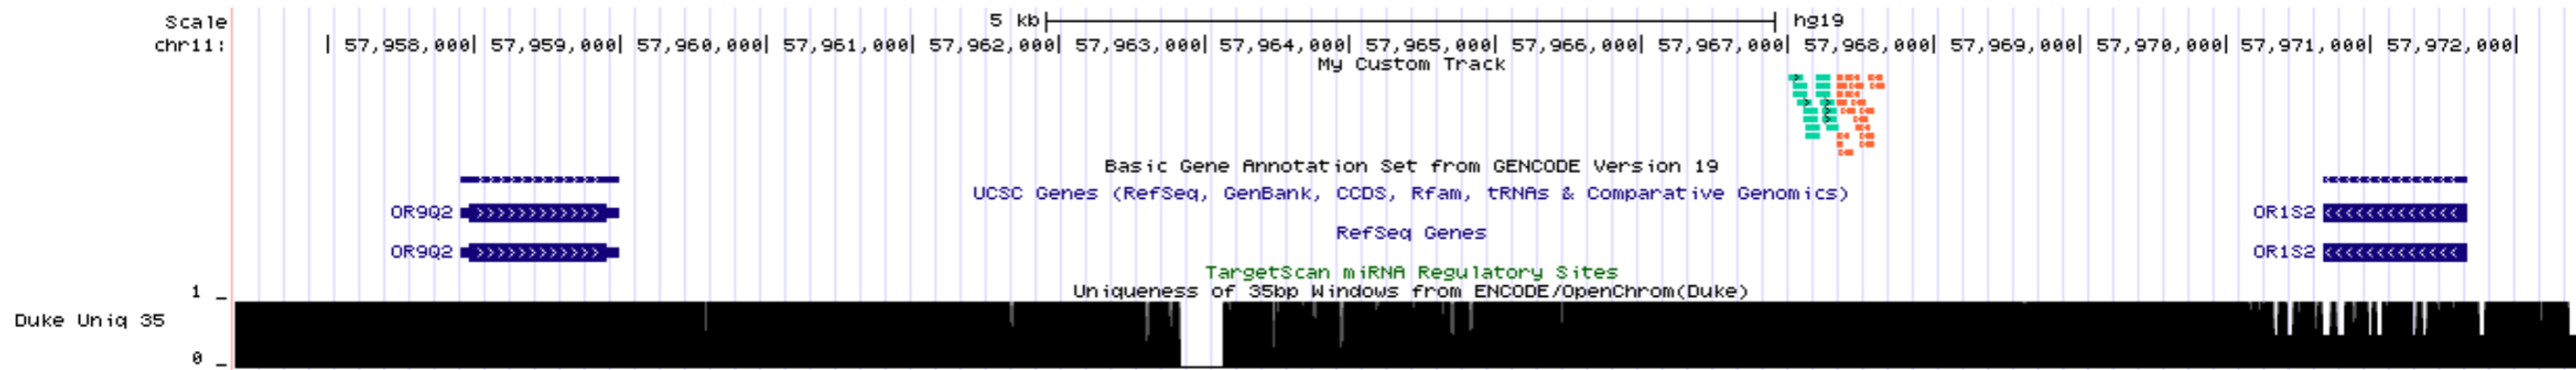 Scale 5 kb hg19
chr11: | 57,958,000| 57,959,000| 57,960,000| 57,961,000| 57,962,000| 57,963,000| 57,964,000| 57,965,000| 57,966,000| 57,967,000| 57,968,000| 57,969,000| 57,970,000| 57,971,000| 57,972,000|
My Custom Track
Basic Gene Annotation Set from GENCODE Version 19
UCSC Genes (RefSeq, GenBank, CCDS, Rfam, tRNAs & Comparative Genomics)
OR9Q2 OR1S2
RefSeq Genes
OR9Q2 OR1S2
TargetScan miRNA Regulatory Sites
1 _ Uniqueness of 35bp Windows from ENCODE/OpenChrom(Duke)
Duke Uniq 35
0 _